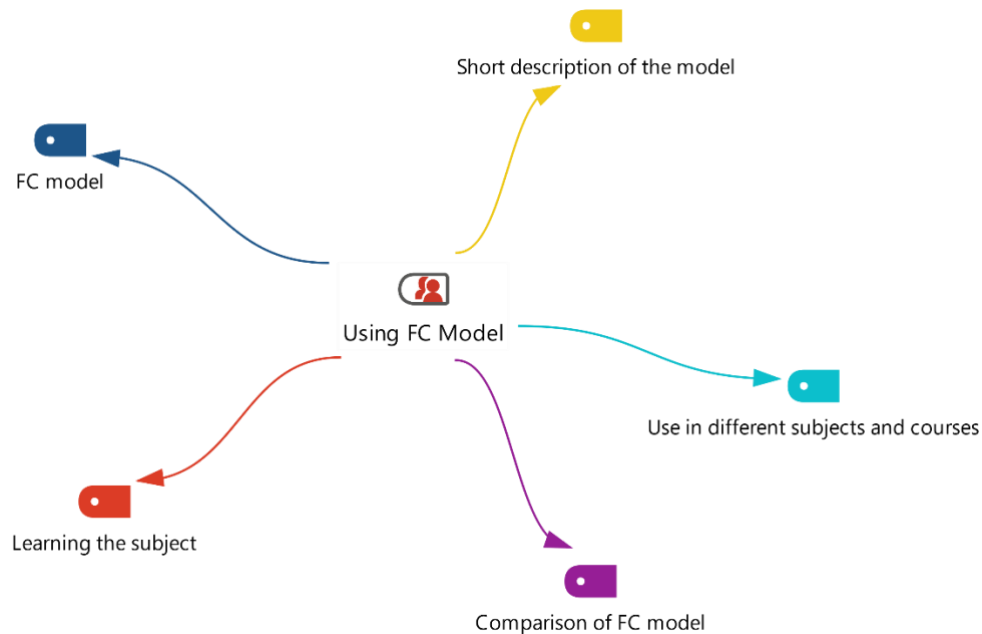 Short description of the model
FC model
Using FC Model
Use in different subjects and courses
Learning the subject
Comparison of FC model